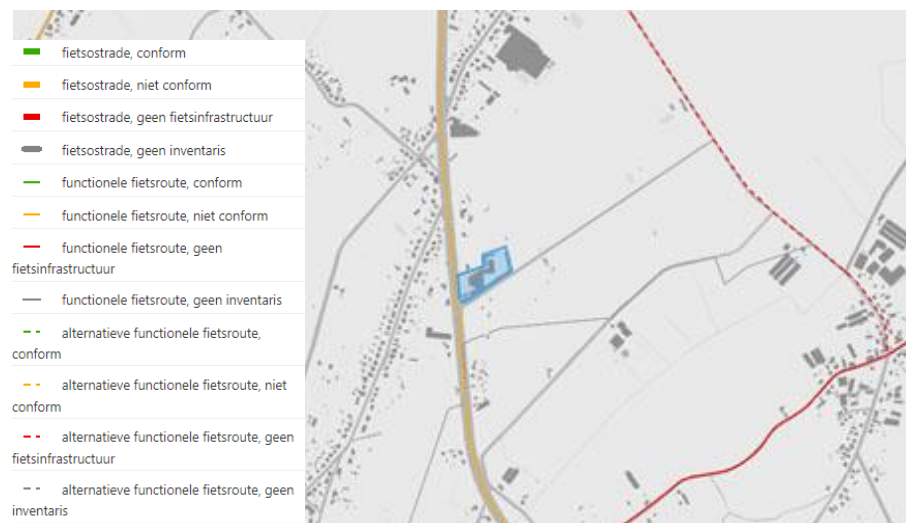 fietsostrade, conform
fietsostrade, niet conform
fietsostrade, geen fietsinfrastructuur
fietsostrade, geen inventaris
functionele fietsroute, conform
functionele fietsroute, niet conform
functionele fietsroute, geen
fietsinfrastructuur
functionele fietsroute, geen inventaris
alternatieve functionele fietsroute,
conform
alternatieve functionele fietsroute, niet
conform
alternatieve functionele fietsroute, geen
fietsinfrastructuur
alternatieve functionele fietsroute, geen
inventaris